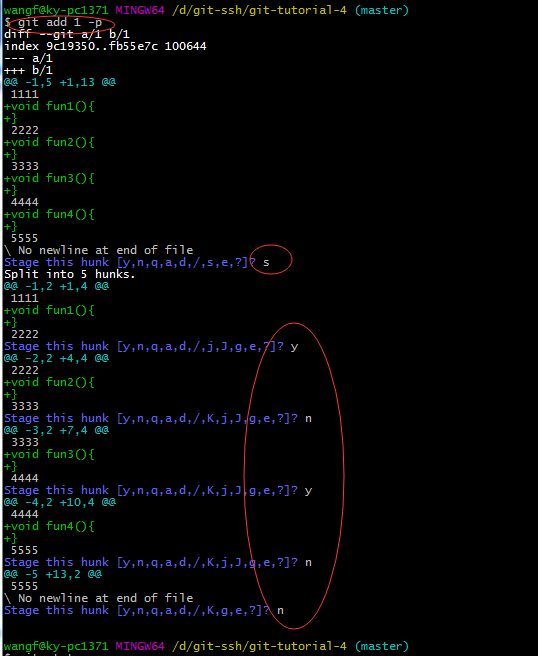 wangf@ky-pc1371 MINGW64 /d/git-ssh/git-tutorial-4 (master)
$ git add 1 -p
diff --git a/1 b/1
index 9c19350..fb55e7c 100644
--- a/1
+++ b/1
@@ -1,5 +1,13 @@
 1111
+void fun1(){
+}
 2222
+void fun2(){
+}
 3333
+void fun3(){
+}
 4444
+void fun4(){
+}
 5555
\ No newline at end of file
Stage this hunk [y,n,q,a,d,/,s,e,?]? s
Split into 5 hunks.
@@ -1,2 +1,4 @@
 1111
+void fun1(){
+}
 2222
Stage this hunk [y,n,q,a,d,/,j,J,g,e,?]? y
@@ -2,2 +4,4 @@
 2222
+void fun2(){
+}
 3333
Stage this hunk [y,n,q,a,d,/,K,j,J,g,e,?]? n
@@ -3,2 +7,4 @@
 3333
+void fun3(){
+}
 4444
Stage this hunk [y,n,q,a,d,/,K,j,J,g,e,?]? y
@@ -4,2 +10,4 @@
 4444
+void fun4(){
+}
 5555
Stage this hunk [y,n,q,a,d,/,K,j,J,g,e,?]? n
@@ -5 +13,2 @@
 5555
\ No newline at end of file
Stage this hunk [y,n,q,a,d,/,K,g,e,?]? n
wangf@ky-pc1371 MINGW64 /d/git-ssh/git-tutorial-4 (master)